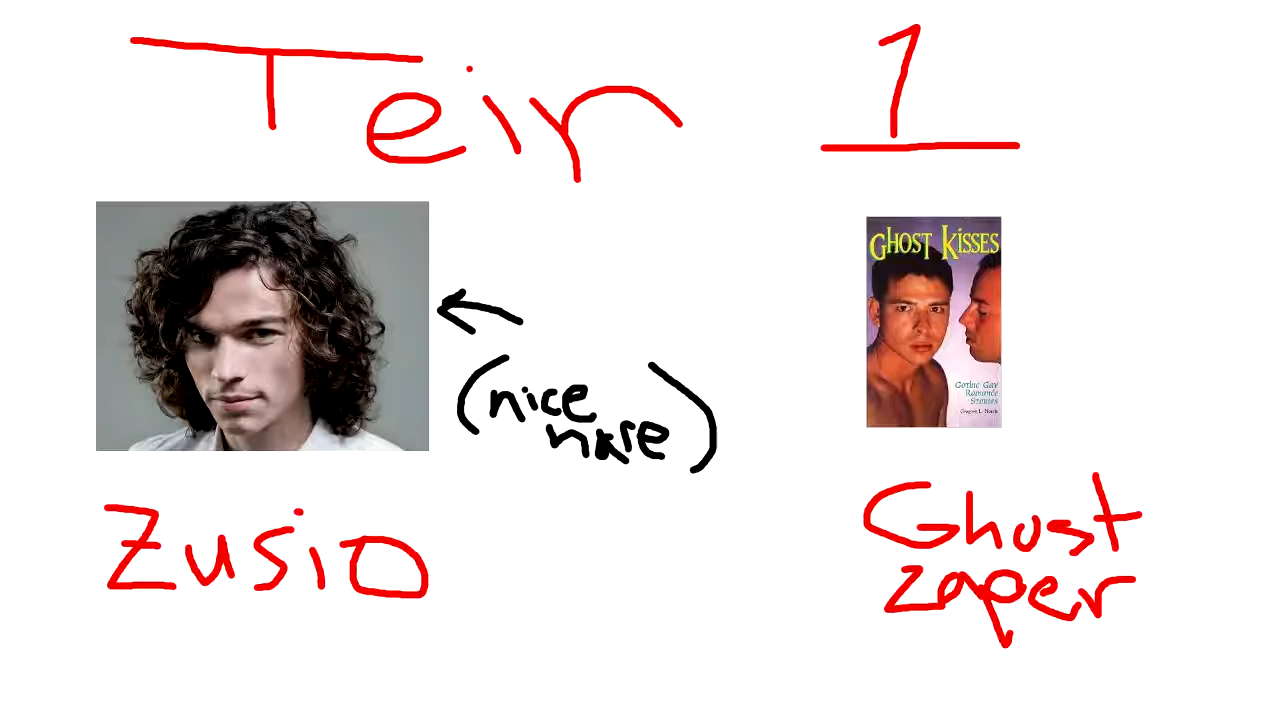 Teir 1
GHOST KISSES
Gothic Gay
Romance
Stories
(nice
hare)
Zusio
Ghost
zaper